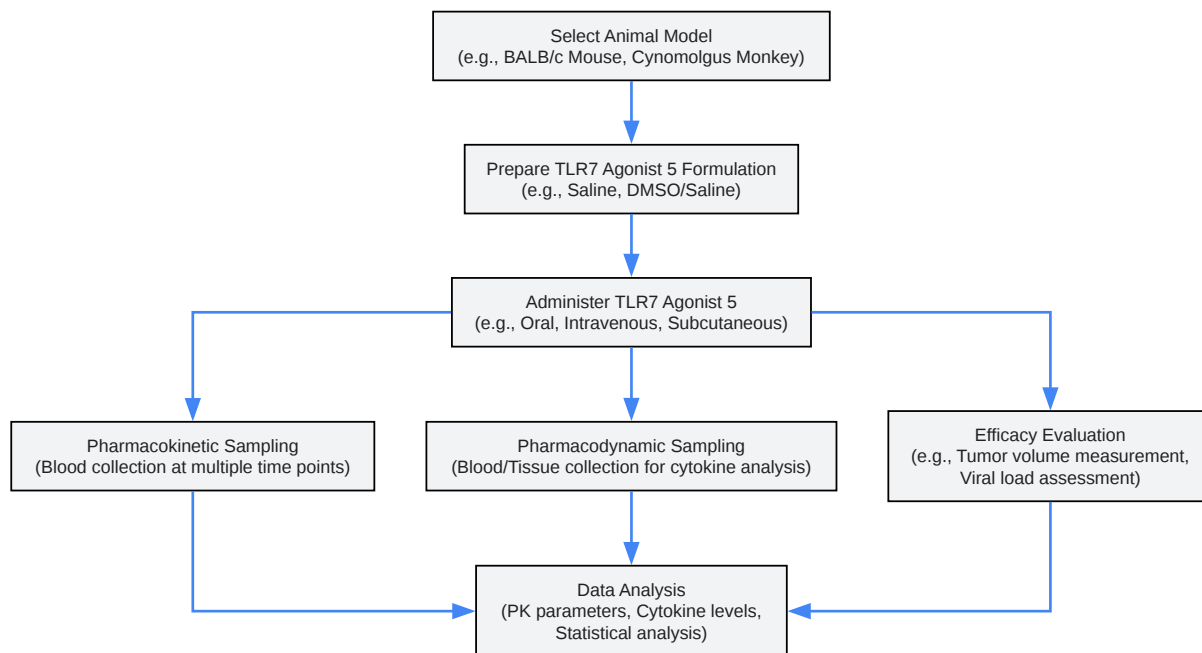 Select Animal Model
(e.g., BALB/c Mouse, Cynomolgus Monkey)
Prepare TLR7 Agonist 5 Formulation
(e.g., Saline, DMSO/Saline)
Administer TLR7 Agonist 5
(e.g., Oral, Intravenous, Subcutaneous)
Pharmacokinetic Sampling
(Blood collection at multiple time points)
Pharmacodynamic Sampling
(Blood/Tissue collection for cytokine analysis)
Efficacy Evaluation
(e.g., Tumor volume measurement,
Viral load assessment)
Data Analysis
(PK parameters, Cytokine levels,
Statistical analysis)